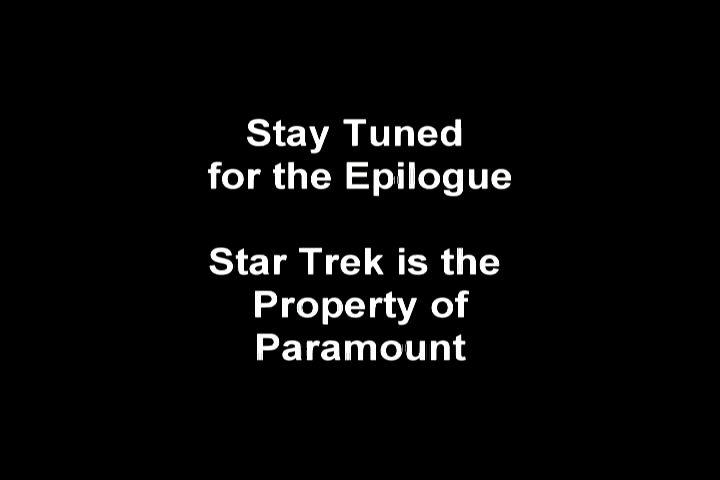 Stay Tuned
for the Epilogue
Star Trek is the
Property of
Paramount